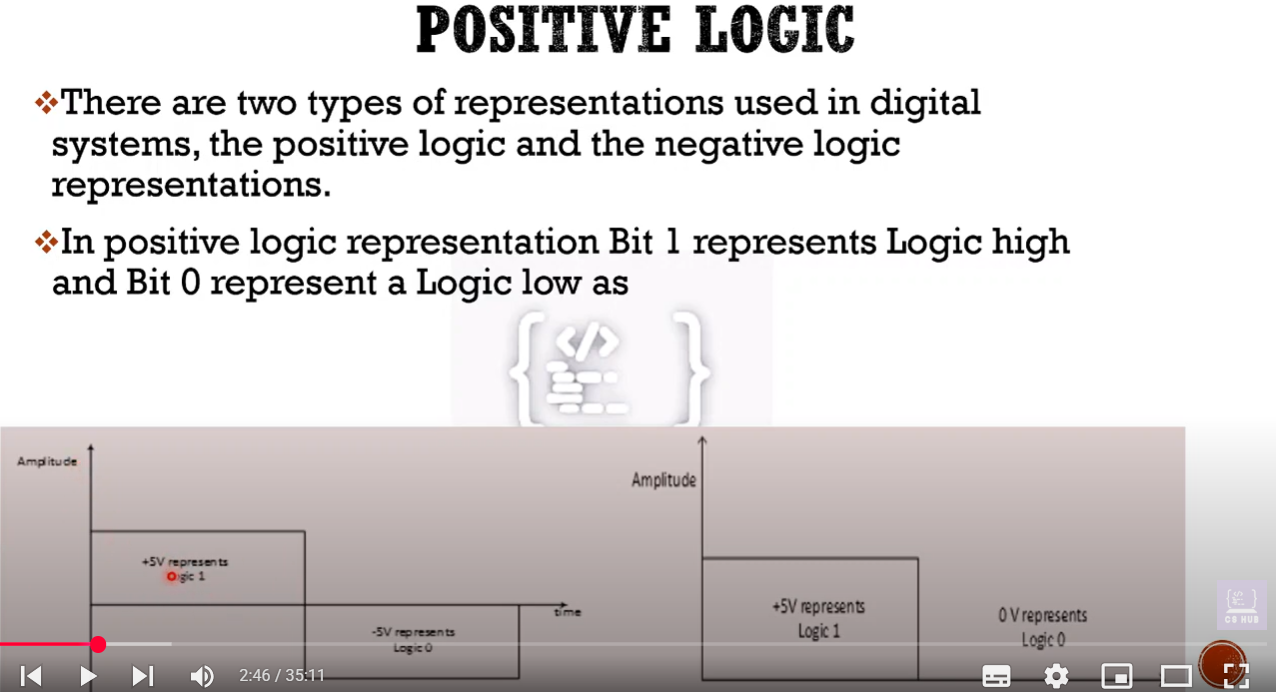 POSITIVE LOGIC
❖There are two types of representations used in digital
systems, the positive logic and the negative logic
representations.
❖In positive logic representation Bit 1 represents Logic high
and Bit 0 represent a Logic low as
</>
Amplitude
+5V represents
Logic 1
time
-5V represents
Logic 0
Amplitude
+5V represents
Logic 1
0 V represents
Logic 0
CS HUB
2:46 / 35:11